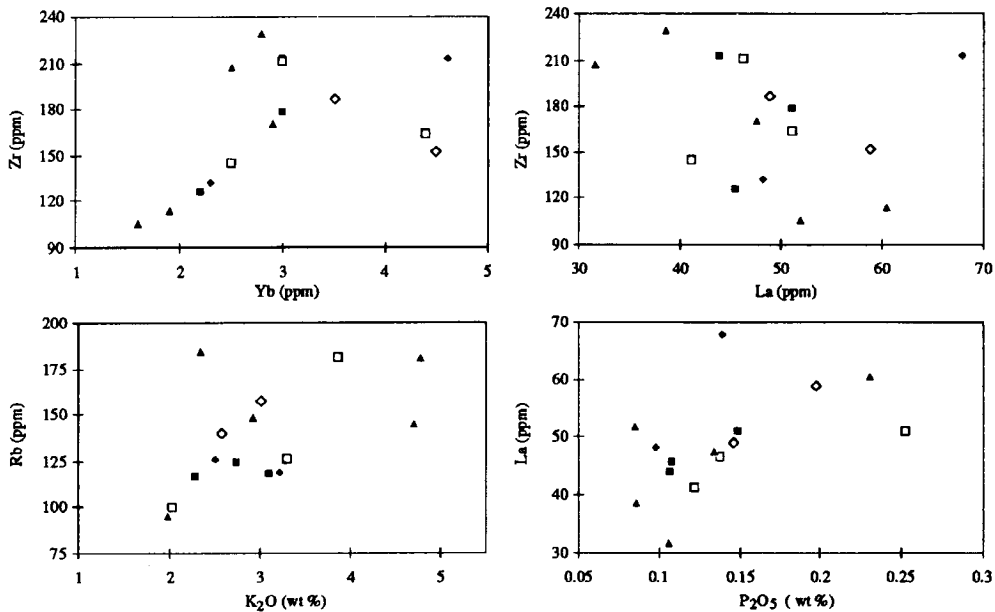 240
210
180
150
120
90
Zr (ppm)
1 2 3 4 5
Yb (ppm)
240
210
180
150
120
90
Zr (ppm)
30 40 50 60 70
La (ppm)
200
175
150
125
100
75
Rb (ppm)
1 2 3 4 5
K₂O (wt %)
70
60
50
40
30
La (ppm)
0.05 0.1 0.15 0.2 0.25 0.3
P₂O₅ ( wt %)